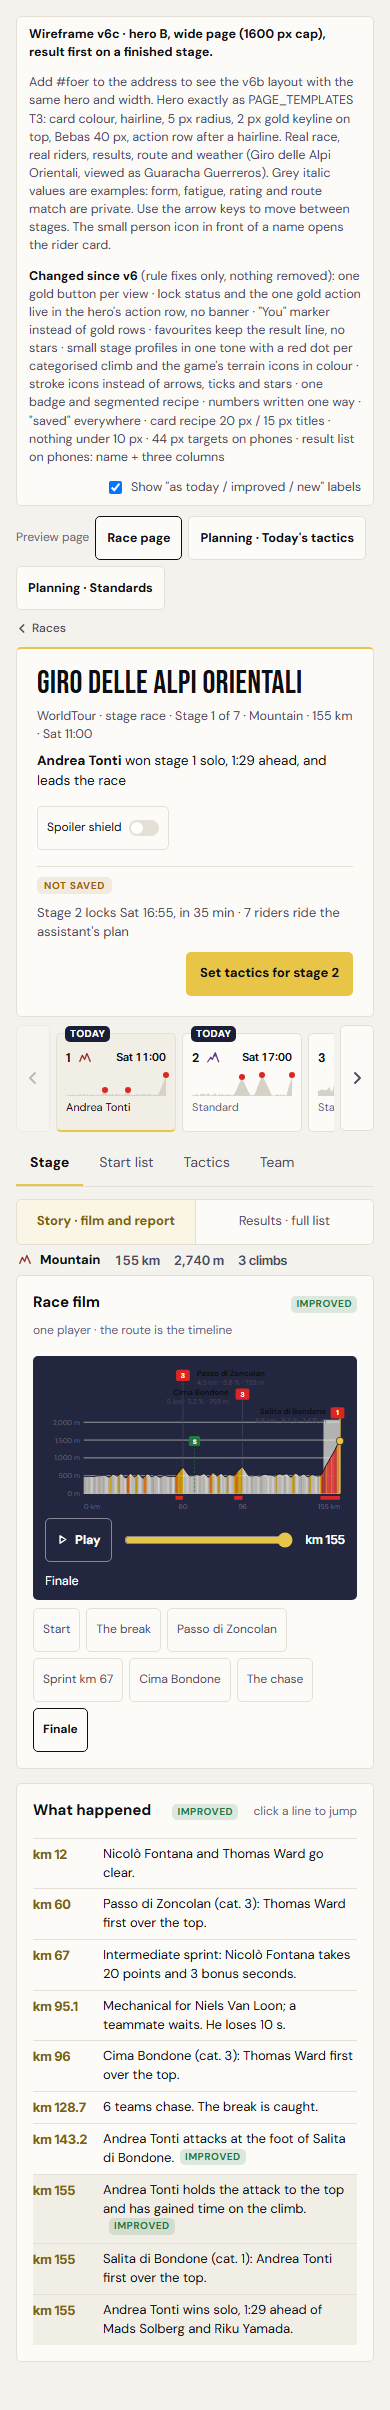 Wireframe v6c · hero B, wide page (1600 px cap),
result first on a finished stage.
Add #foer to the address to see the v6b layout with the
same hero and width. Hero exactly as PAGE_TEMPLATES
T3: card colour, hairline, 5 px radius, 2 px gold keyline on
top, Bebas 40 px, action row after a hairline. Real race,
real riders, results, route and weather (Giro delle Alpi
Orientali, viewed as Guaracha Guerreros). Grey italic
values are examples: form, fatigue, rating and route
match are private. Use the arrow keys to move between
stages. The small person icon in front of a name opens
the rider card.
Changed since v6 (rule fixes only, nothing removed): one
gold button per view · lock status and the one gold action
live in the hero's action row, no banner · "You" marker
instead of gold rows · favourites keep the result line, no
stars · small stage profiles in one tone with a red dot per
categorised climb and the game's terrain icons in colour ·
stroke icons instead of arrows, ticks and stars · one
badge and segmented recipe · numbers written one way ·
"saved" everywhere · card recipe 20 px / 15 px titles ·
nothing under 10 px · 44 px targets on phones · result list
on phones: name + three columns
Show "as today / improved / new" labels
Preview page
Race page
Planning · Today's tactics
Planning · Standards
Races
GIRO DELLE ALPI ORIENTALI
WorldTour · stage race · Stage 1 of 7 · Mountain · 155 km
· Sat 11:00
Andrea Tonti won stage 1 solo, 1:29 ahead, and
leads the race
Spoiler shield
NOT SAVED
Stage 2 locks Sat 16:55, in 35 min · 7 riders ride the
assistant's plan
Set tactics for stage 2
TODAY
1 Sat 11:00
Andrea Tonti
TODAY
2 Sat 17:00
Standard
3
Sta
Stage Start list Tactics Team
Story · film and report
Results · full list
Mountain 155 km 2,740 m 3 climbs
Race film
IMPROVED
one player · the route is the timeline
3 Passo di Zoncolan
Cima Bondone 3
Salita di Bondone 1
S
2,000 m
1,500 m
1,000 m
500 m
0 m
0 km 60 96 155 km
Play
km 155
Finale
Start
The break
Passo di Zoncolan
Sprint km 67
Cima Bondone
The chase
Finale
What happened IMPROVED click a line to jump
km 12 Nicolò Fontana and Thomas Ward go
clear.
km 60 Passo di Zoncolan (cat. 3): Thomas Ward
first over the top.
km 67 Intermediate sprint: Nicolò Fontana takes
20 points and 3 bonus seconds.
km 95.1 Mechanical for Niels Van Loon; a
teammate waits. He loses 10 s.
km 96 Cima Bondone (cat. 3): Thomas Ward first
over the top.
km 128.7 6 teams chase. The break is caught.
km 143.2 Andrea Tonti attacks at the foot of Salita
di Bondone. IMPROVED
km 155 Andrea Tonti holds the attack to the top
and has gained time on the climb.
IMPROVED
km 155 Salita di Bondone (cat. 1): Andrea Tonti
first over the top.
km 155 Andrea Tonti wins solo, 1:29 ahead of
Mads Solberg and Riku Yamada.